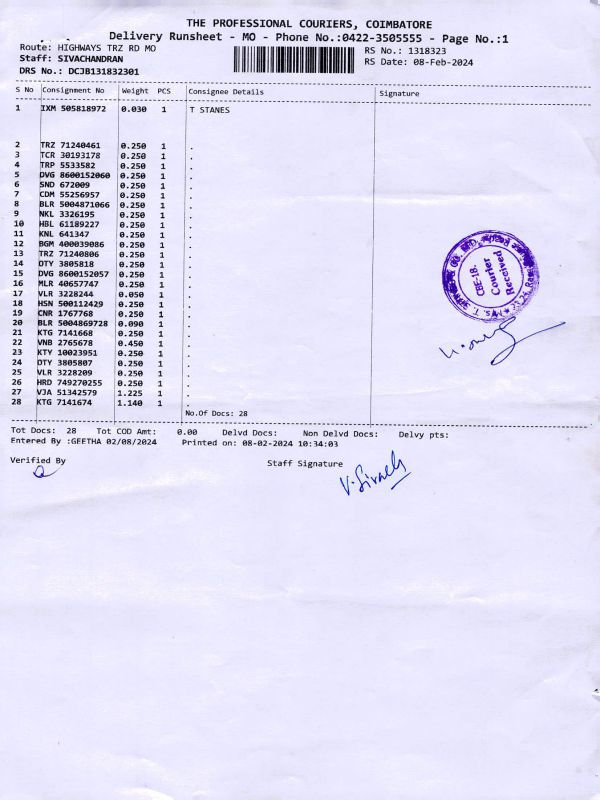 THE PROFESSIONAL COURIERS, COIMBATORE
Delivery Runsheet - MO - Phone No.:0422-3505555 - Page No.:1
Route: HIGHWAYS TRZ RD MO
RS No.: 1318323
Staff: SIVACHANDRAN
RS Date: 08-Feb-2024
DRS No.: DCJB131832301
S No Consignment No Weight PCS Consignee Details Signature
1 IXM 505818972 0.030 1 T STANES
2 TRZ 71240461 0.250 1 .
3 TCR 30193178 0.250 1 .
4 TRP 5533582 0.250 1 .
5 DVG 8600152060 0.250 1 .
6 SND 672009 0.250 1 .
7 CDM 55256957 0.250 1 .
8 BLR 5004871066 0.250 1 .
9 NKL 3326195 0.250 1 .
10 HBL 61189227 0.250 1 .
11 KNL 641347 0.250 1 .
12 BGM 400039086 0.250 1 .
13 TRZ 71240806 0.250 1 .
14 OTY 3805818 0.250 1 .
15 DVG 8600152057 0.250 1 .
16 MLR 40657747 0.250 1 .
17 VLR 3228244 0.050 1 .
18 HSN 500112429 0.250 1 .
19 CNR 1767768 0.250 1 .
20 BLR 5004869728 0.090 1 .
21 KTG 7141668 0.250 1 .
22 VNB 2765678 0.450 1 .
23 KTY 10023951 0.250 1 .
24 OTY 3805807 0.250 1 .
25 VLR 3228209 0.250 1 .
26 HRD 749270255 0.250 1 .
27 VJA 51342579 1.225 1 .
28 KTG 7141674 1.140 1 .
No.Of Docs: 28
CBE-18.
Courier
Received
Tot Docs: 28 Tot COD Amt: 0.00 Delvd Docs: Non Delvd Docs: Delvy pts:
Entered By :GEETHA 02/08/2024 Printed on: 08-02-2024 10:34:03
Verified By
Staff Signature